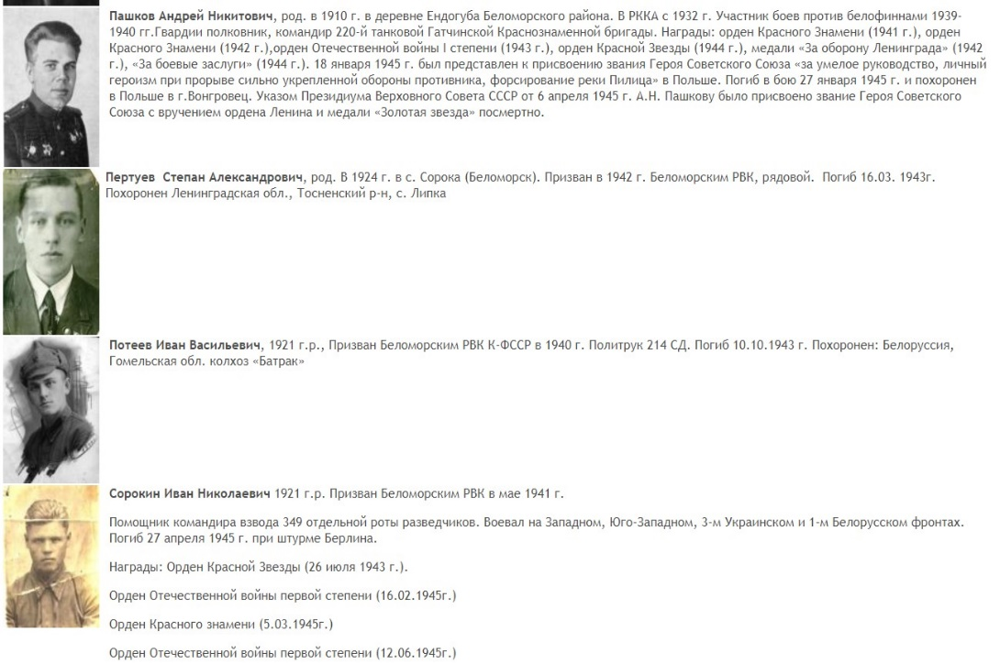 Пашков Андрей Никитович, род. в 1910 г. в деревне Ендогуба Беломорского района. В РККА с 1932 г. Участник боев против белофиннами 1939-
1940 гг.Гвардии полковник, командир 220-й танковой Гатчинской Краснознаменной бригады. Награды: орден Красного Знамени (1941 г.), орден
Красного Знамени (1942 г.),орден Отечественной войны I степени (1943 г.), орден Красной Звезды (1944 г.), медали «За оборону Ленинграда» (1942
г.), «За боевые заслуги» (1944 г.). 18 января 1945 г. был представлен к присвоению звания Героя Советского Союза «за умелое руководство, личный
героизм при прорыве сильно укрепленной обороны противника, форсирование реки Пилица» в Польше. Погиб в бою 27 января 1945 г. и похоронен
в Польше в г.Вонгровец. Указом Президиума Верховного Совета СССР от 6 апреля 1945 г. А.Н. Пашкову было присвоено звание Героя Советского
Союза с вручением ордена Ленина и медали «Золотая звезда» посмертно.
Пертуев Степан Александрович, род. В 1924 г. в с. Сорока (Беломорск). Призван в 1942 г. Беломорским РВК, рядовой. Погиб 16.03. 1943г.
Похоронен Ленинградская обл., Тосненский р-н, с. Липка
Потеев Иван Васильевич, 1921 г.р., Призван Беломорским РВК К-ФССР в 1940 г. Политрук 214 СД. Погиб 10.10.1943 г. Похоронен: Белоруссия,
Гомельская обл. колхоз «Батрак»
Сорокин Иван Николаевич 1921 г.р. Призван Беломорским РВК в мае 1941 г.
Помощник командира взвода 349 отдельной роты разведчиков. Воевал на Западном, Юго-Западном, 3-м Украинском и 1-м Белорусском фронтах.
Погиб 27 апреля 1945 г. при штурме Берлина.
Награды: Орден Красной Звезды (26 июля 1943 г.).
Орден Отечественной войны первой степени (16.02.1945г.)
Орден Красного знамени (5.03.1945г.)
Орден Отечественной войны первой степени (12.06.1945г.)